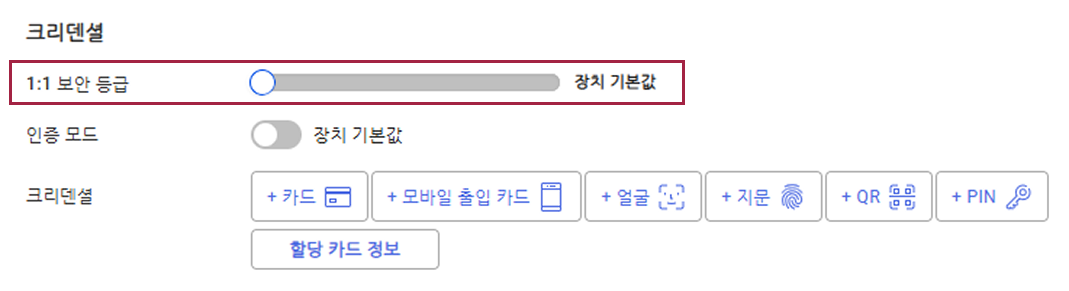 크리덴셜
1:1 보안 등급 장치 기본값
인증 모드 장치 기본값
크리덴셜 + 카드 + 모바일 출입 카드 + 얼굴 + 지문 + QR + PIN
할당 카드 정보